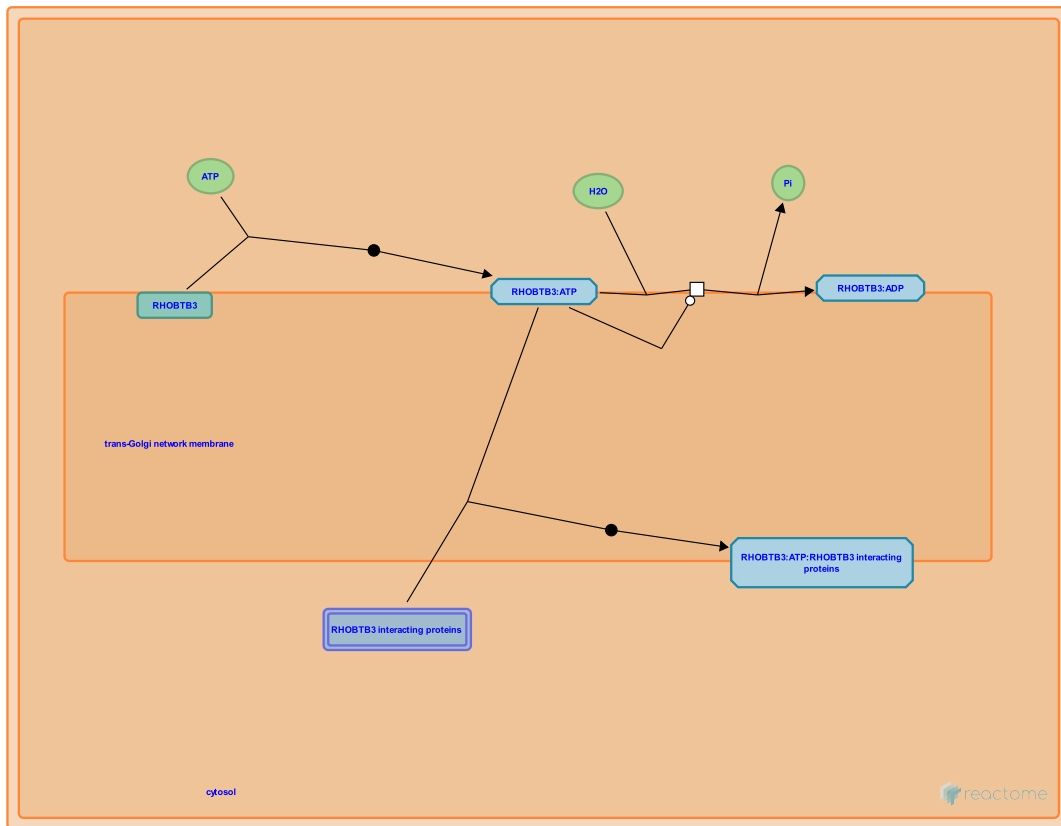 ATP
H2O
Pi
RHOBTB3
RHOBTB3:ATP
RHOBTB3:ADP
trans-Golgi network membrane
RHOBTB3:ATP:RHOBTB3 interacting
proteins
RHOBTB3 interacting proteins
cytosol
reactome